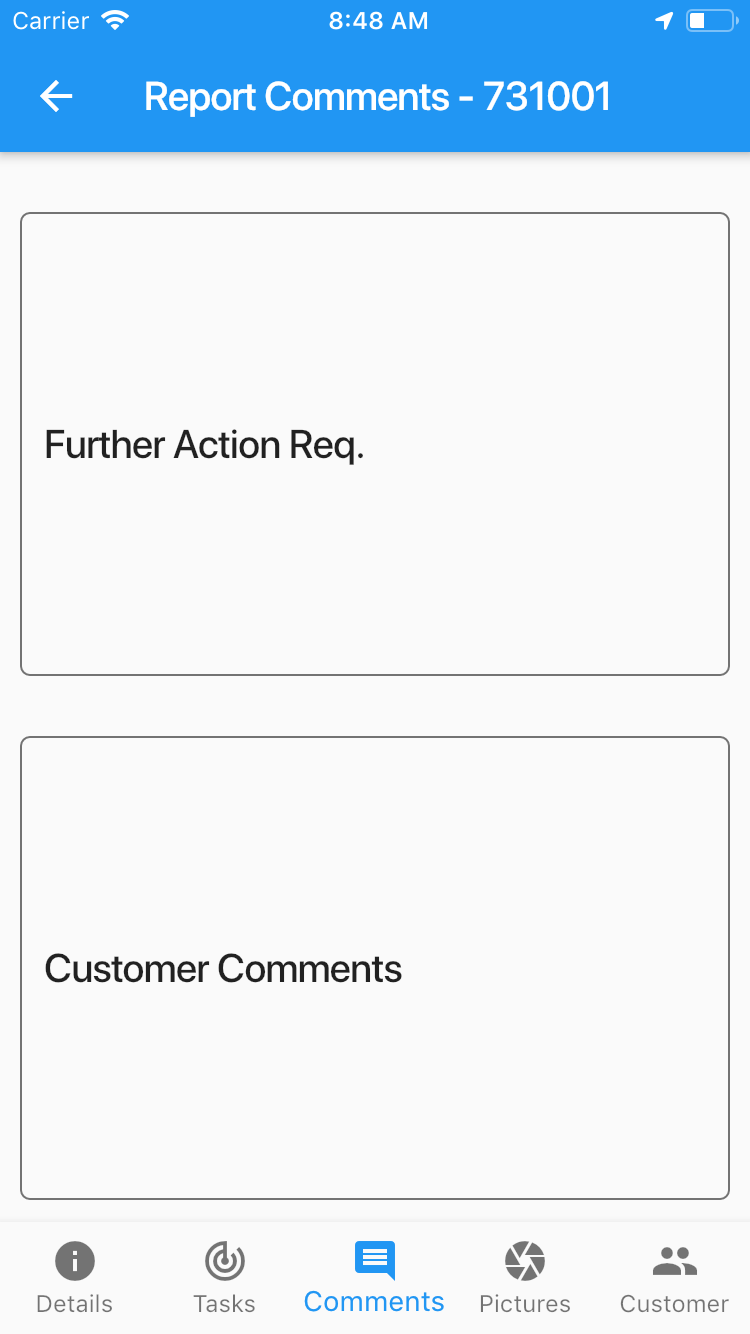 Carrier 8:48 AM
Report Comments - 731001
Further Action Req.
Customer Comments
Details Tasks Comments Pictures Customer